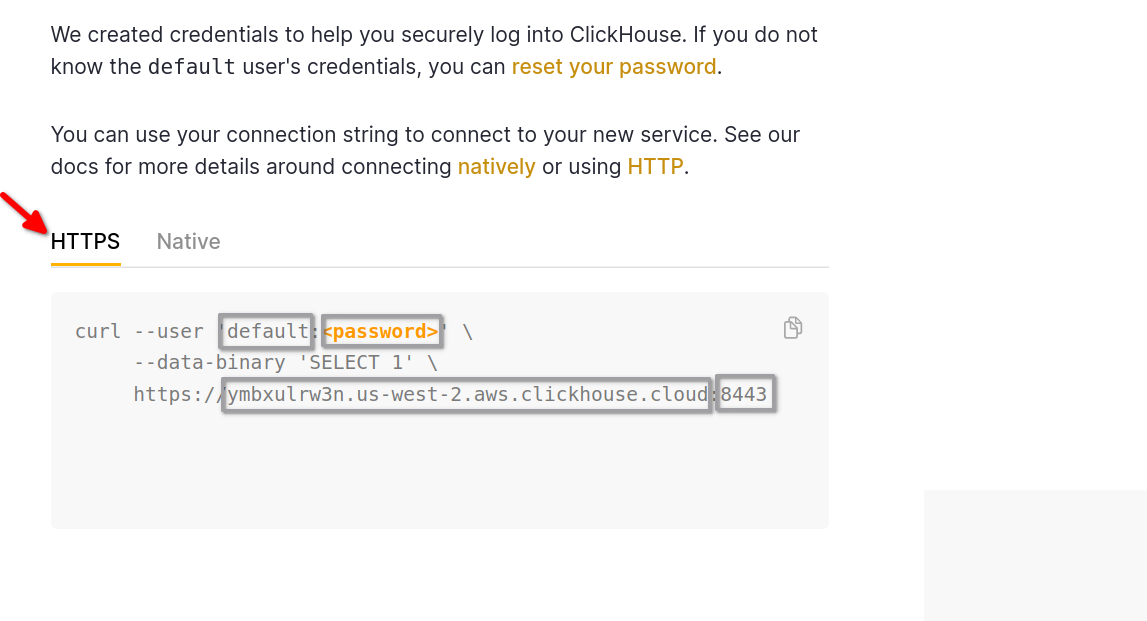 We created credentials to help you securely log into ClickHouse. If you do not
know the default user's credentials, you can reset your password.
You can use your connection string to connect to your new service. See our
docs for more details around connecting natively or using HTTP.
HTTPS Native
curl --user 'default:<password>' \
--data-binary 'SELECT 1' \
https://ymbxulrw3n.us-west-2.aws.clickhouse.cloud:8443